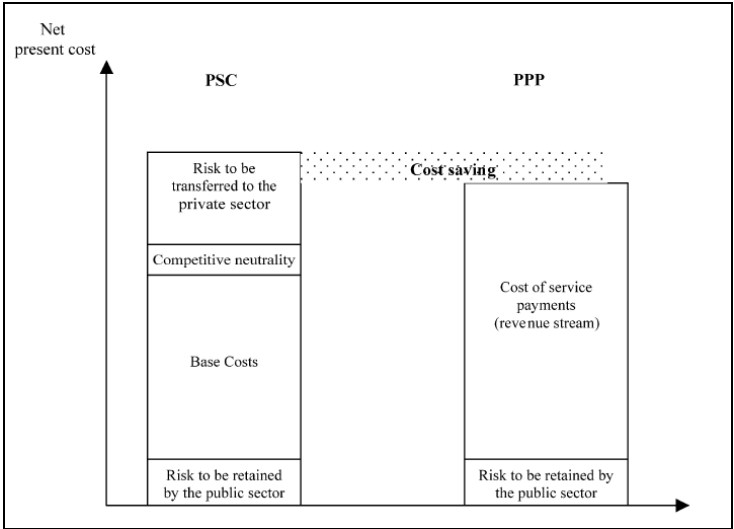 Net
present cost
PSC
PPP
Risk to be
transferred to the
private sector
Cost saving
Competitive neutrality
Cost of service
payments
(revenue stream)
Base Costs
Risk to be retained
by the public sector
Risk to be retained by
the public sector